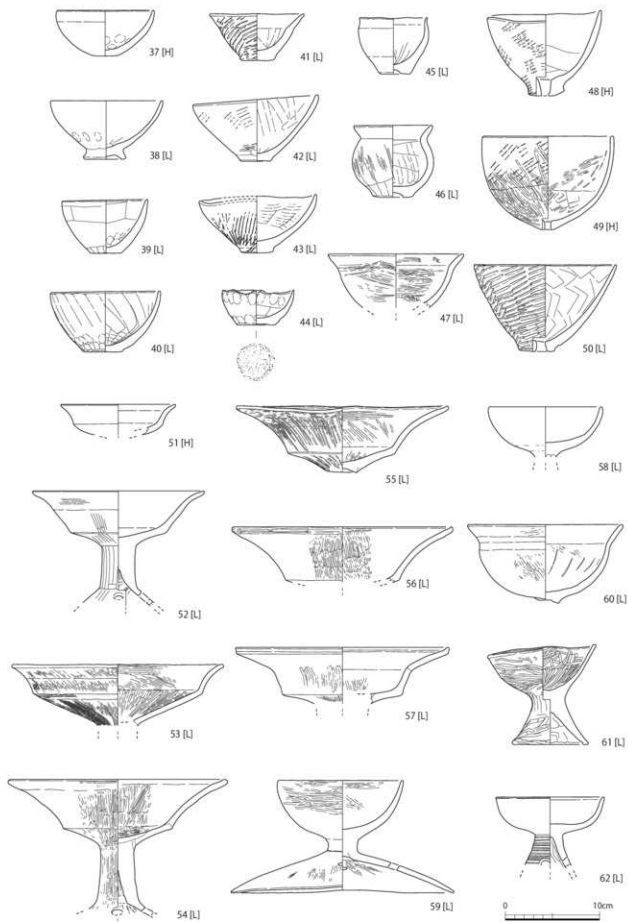 37 [H]
38 [L]
39 [L]
40 [L]
41 [L]
42 [L]
43 [L]
44 [L]
45 [L]
46 [L]
47 [L]
48 [H]
49 [H]
50 [L]
51 [H]
52 [L]
53 [L]
54 [L]
55 [L]
56 [L]
57 [L]
58 [L]
59 [L]
60 [L]
61 [L]
62 [L]
0 10cm